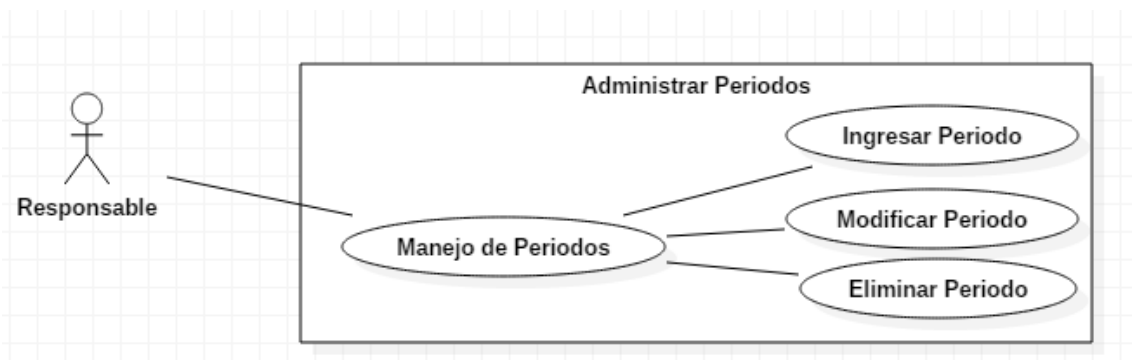 Administrar Periodos
Ingresar Periodo
Responsable
Modificar Periodo
Manejo de Periodos
Eliminar Periodo